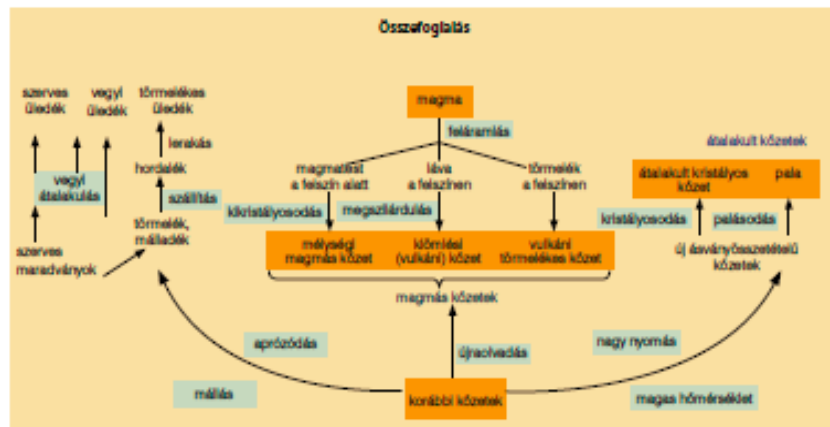 Összefoglalás
szerves
üledék
vegyi
üledék
törmelékes
üledék
lerakás
hordalék
vegyi
átalakulás
szállítás
törmelék,
málladék
szerves
maradványok
magma
feláramlás
magmatest
a felszín alatt
láva
a felszínen
törmelék
a felszínen
kikristályosodás
megszilárdulás
mélységi
magmás kőzet
kiömlési
(vulkáni) kőzet
vulkáni
törmelékes kőzet
magmás kőzetek
átalakult kőzetek
átalakult kristályos
kőzet
pala
kristályosodás
palásodás
új ásványösszetételű
kőzetek
aprózódás
mállás
újraolvadás
korábbi kőzetek
nagy nyomás
magas hőmérséklet